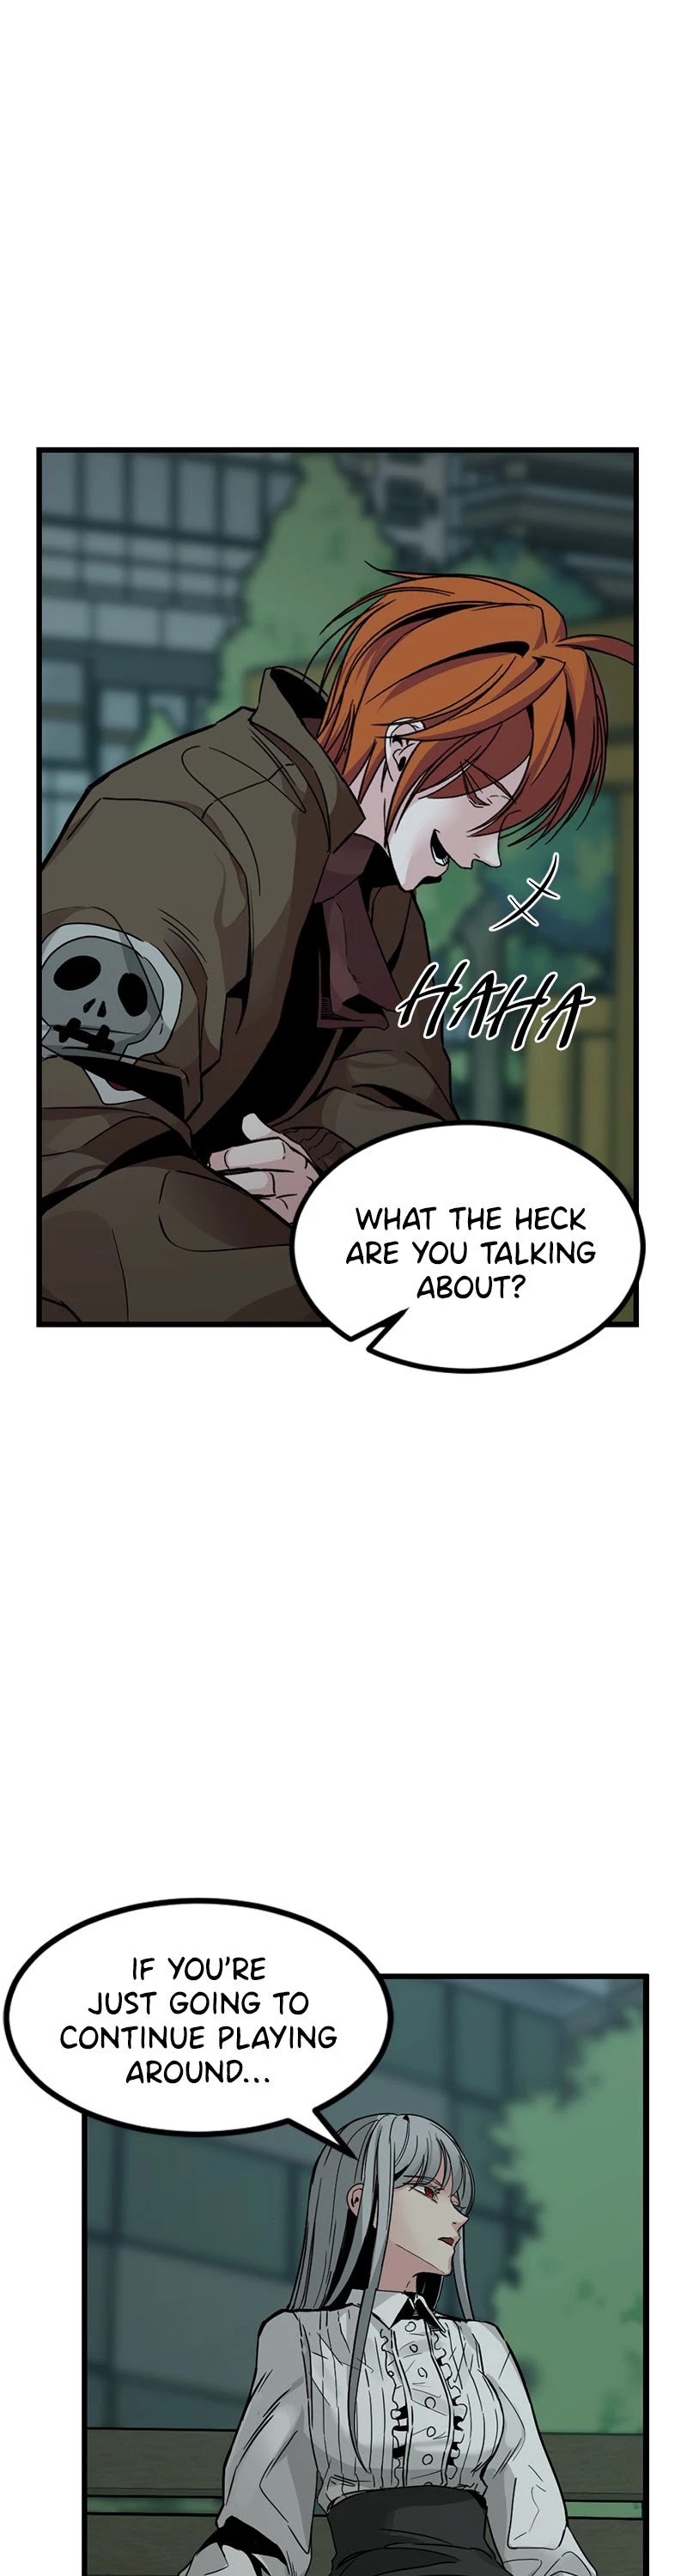 HAHA
WHAT THE HECK
ARE YOU TALKING
ABOUT?
IF YOU'RE
JUST GOING TO
CONTINUE PLAYING
AROUND...